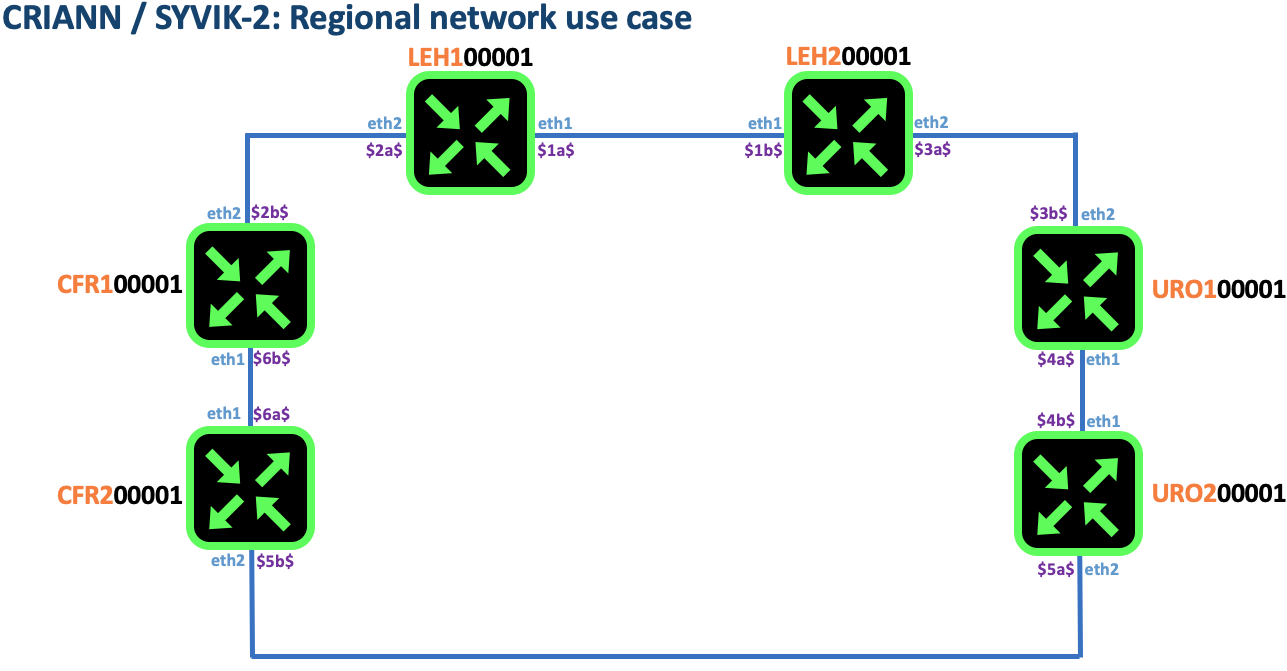 CRIANN / SYVIK-2: Regional network use case
LEH100001
LEH200001
eth2
eth1
eth1
eth2
$2a$
$1a$
$1b$
$3a$
eth2
$2b$
$3b$
eth2
CFR100001
URO100001
eth1
$6b$
$4a$
eth1
eth1
$6a$
$4b$
eth1
CFR200001
URO200001
eth2
$5b$
$5a$
eth2